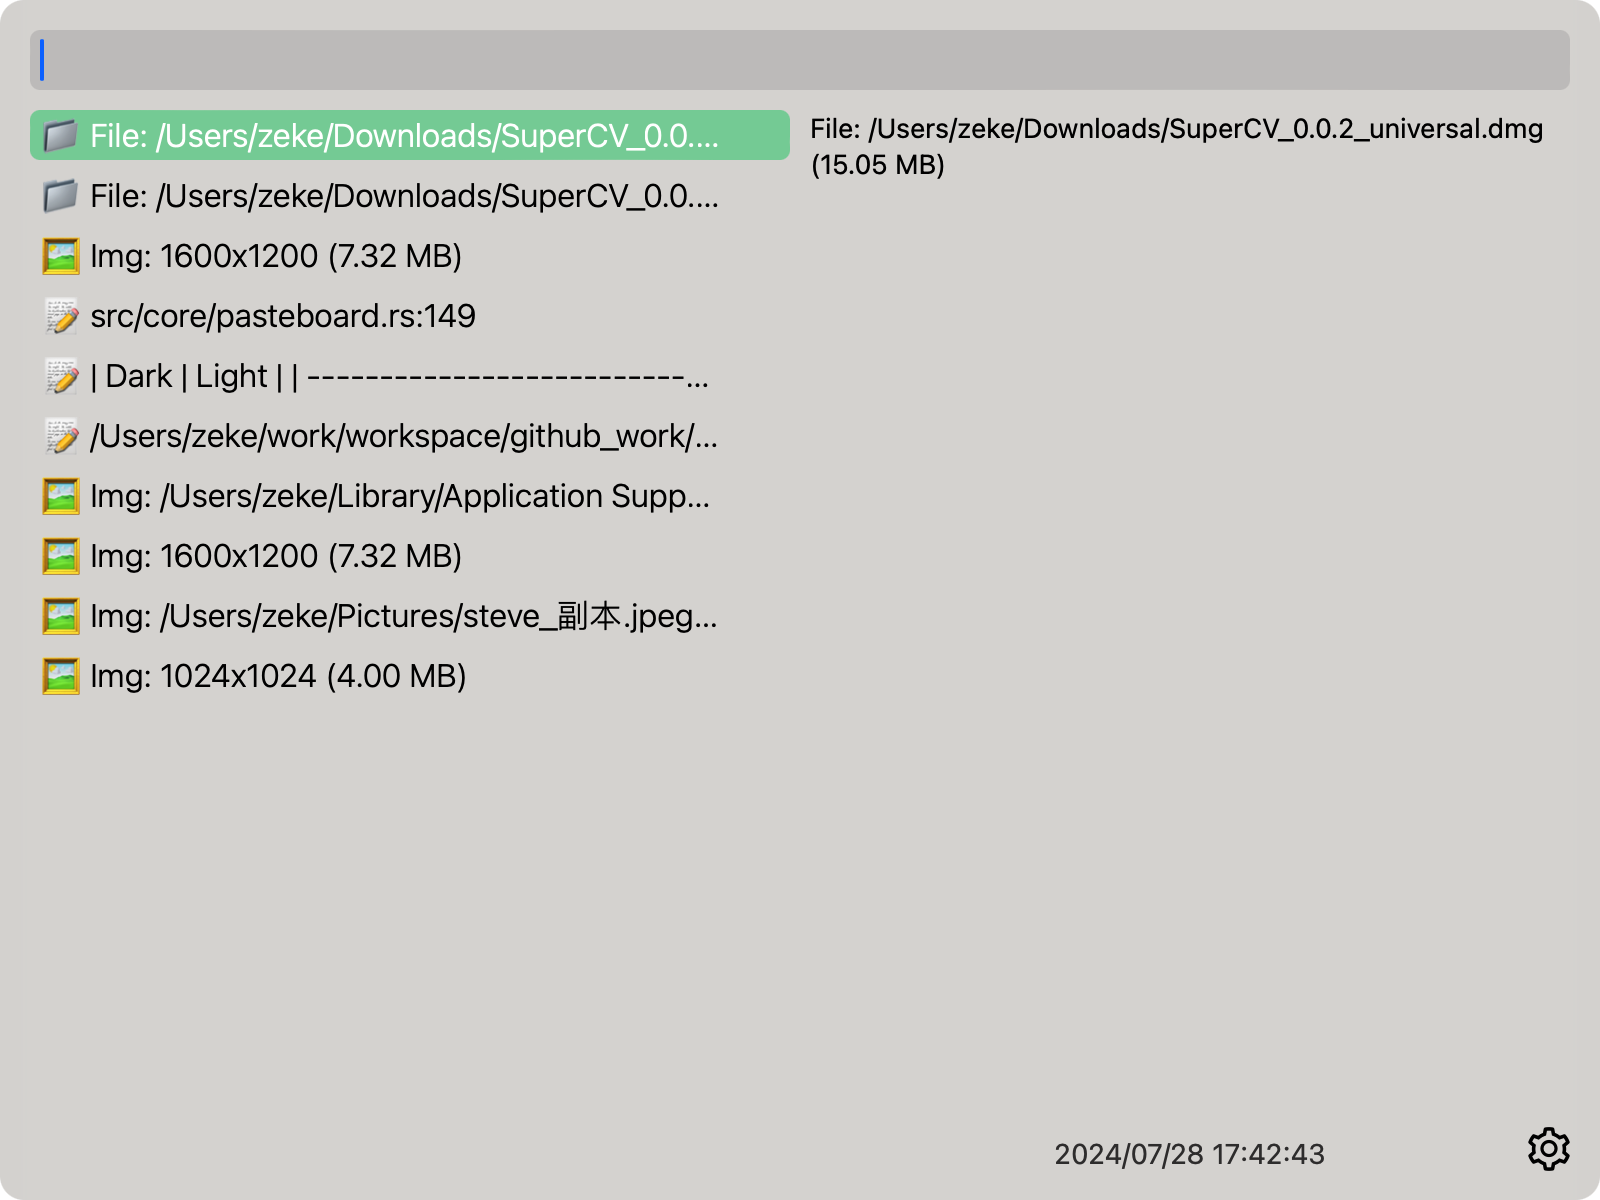 File: /Users/zeke/Downloads/SuperCV_0.0....
File: /Users/zeke/Downloads/SuperCV_0.0....
Img: 1600x1200 (7.32 MB)
src/core/pasteboard.rs:149
| Dark | Light | | --------------------------...
/Users/zeke/work/workspace/github_work/...
Img: /Users/zeke/Library/Application Supp...
Img: 1600x1200 (7.32 MB)
Img: /Users/zeke/Pictures/steve_副本.jpeg...
Img: 1024x1024 (4.00 MB)
File: /Users/zeke/Downloads/SuperCV_0.0.2_universal.dmg
(15.05 MB)
2024/07/28 17:42:43